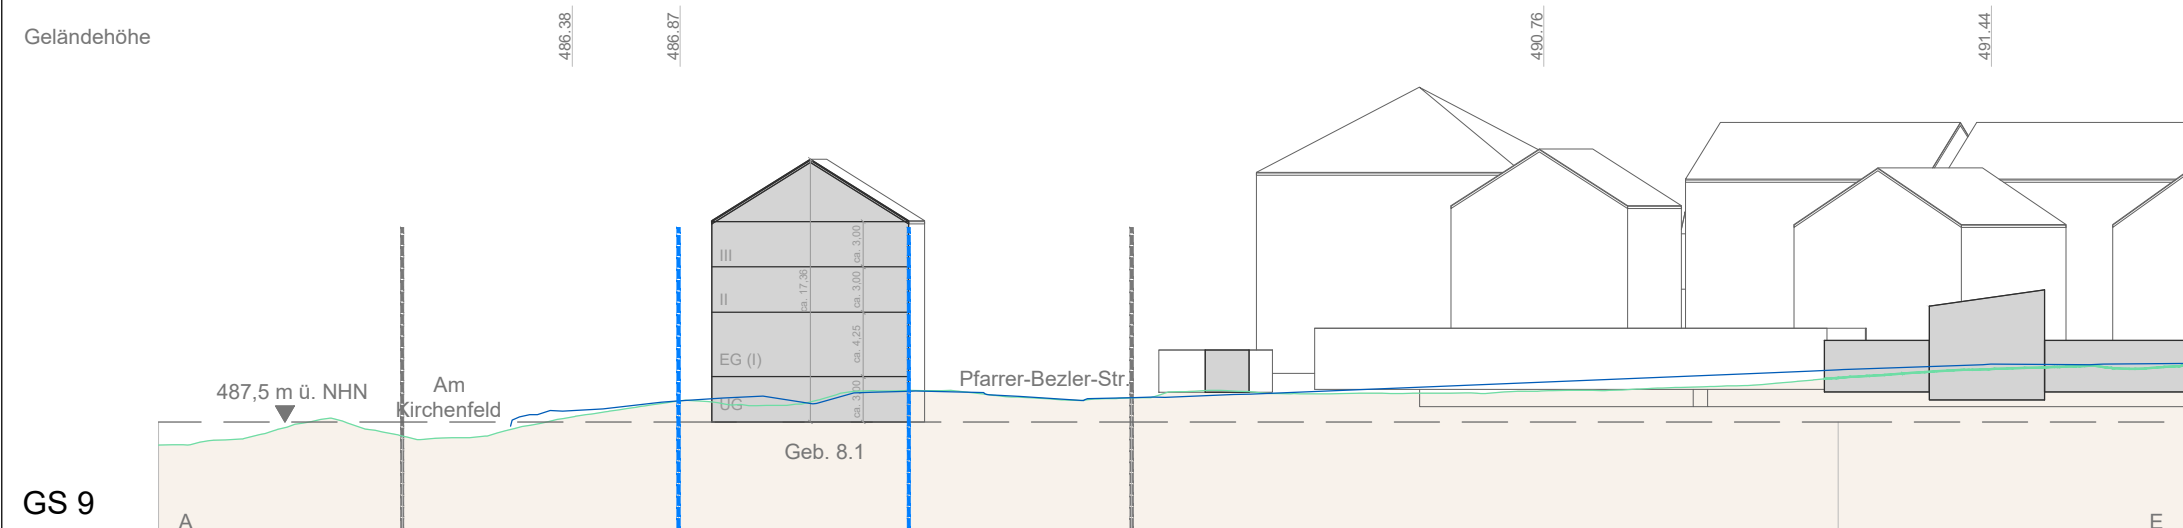 Geländehöhe
486.38
486.87
490.76
491.44
III
II
EG (I)
UG
ca. 17,36
ca. 3,00
ca. 3,00
ca. 4,25
ca. 3,00
487,5 m ü. NHN
Am
Kirchenfeld
Pfarrer-Bezler-Str.
Geb. 8.1
GS 9
A
E